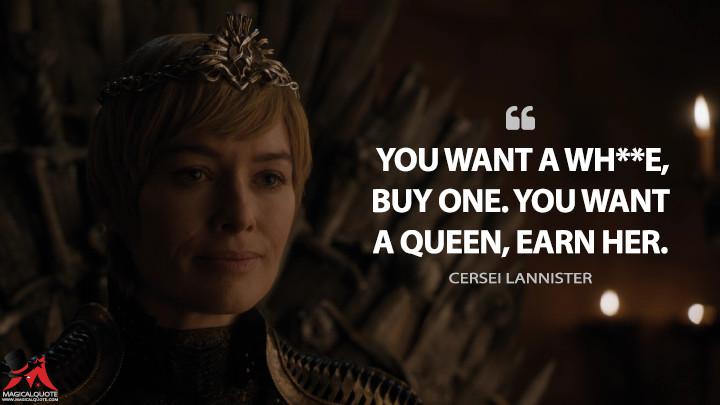 “
YOU WANT A WH**E,
BUY ONE. YOU WANT
A QUEEN, EARN HER.
CERSEI LANNISTER
MAGICALQUOTE
WWW.MAGICALQUOTE.COM